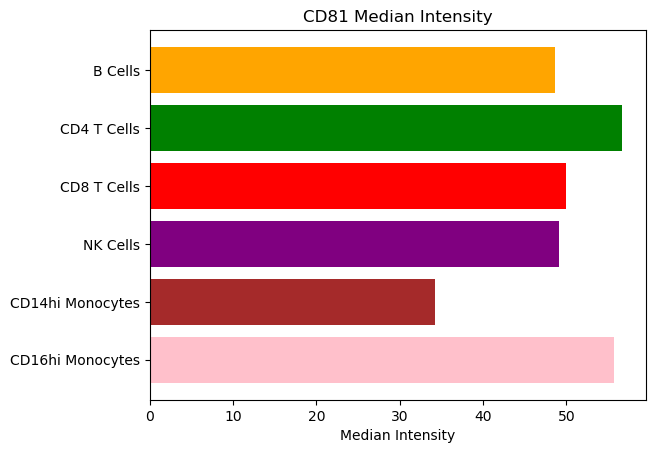 CD81 Median Intensity
B Cells
CD4 T Cells
CD8 T Cells
NK Cells
CD14hi Monocytes
CD16hi Monocytes
0 10 20 30 40 50
Median Intensity